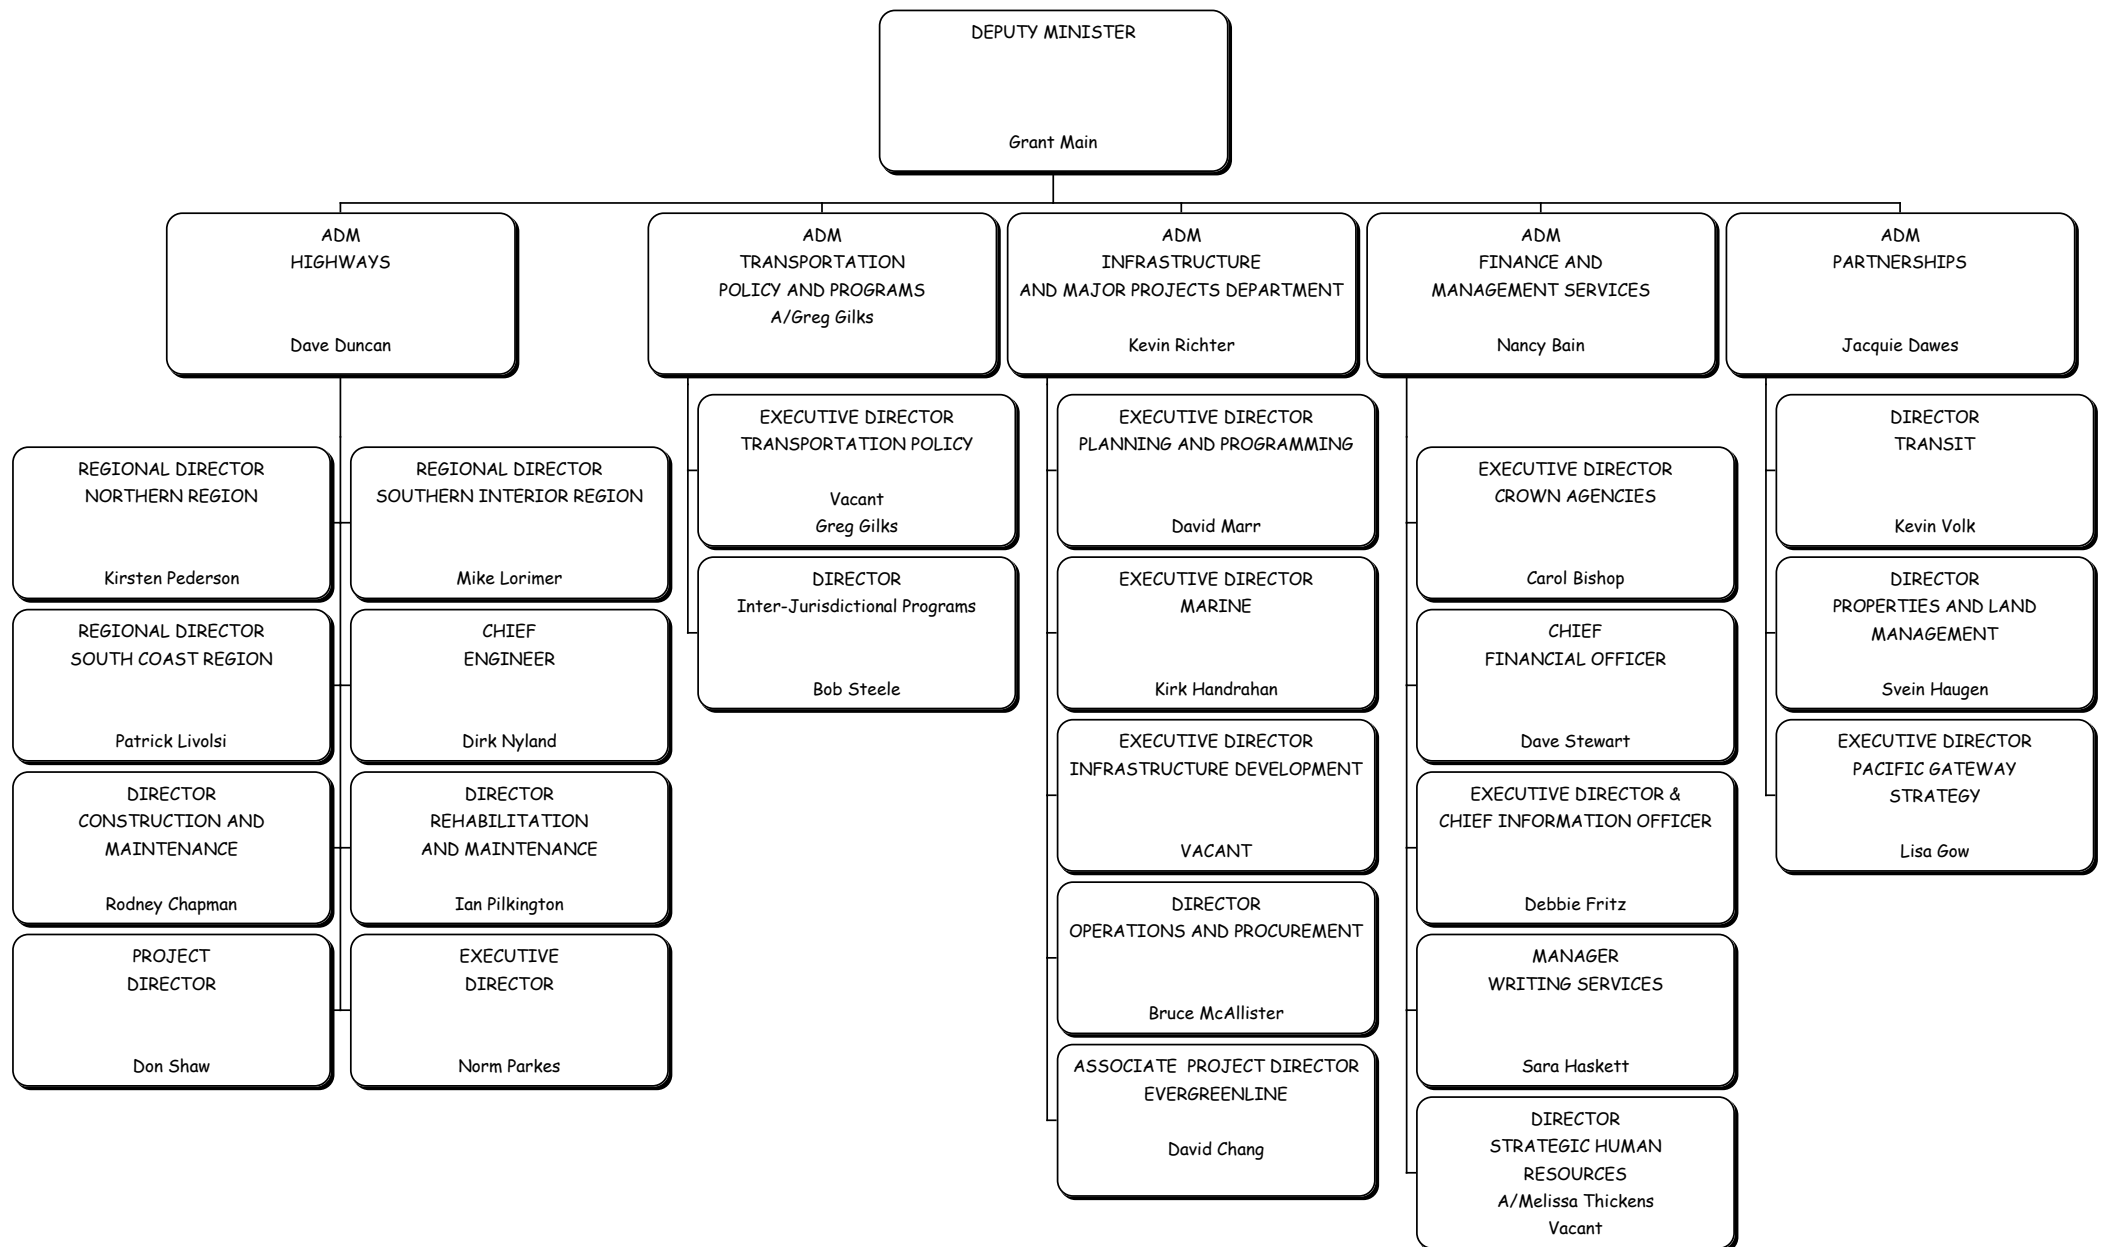 DEPUTY MINISTER
Grant Main
ADM
HIGHWAYS
Dave Duncan
ADM
TRANSPORTATION
POLICY AND PROGRAMS
A/Greg Gilks
ADM
INFRASTRUCTURE
AND MAJOR PROJECTS DEPARTMENT
Kevin Richter
ADM
FINANCE AND
MANAGEMENT SERVICES
Nancy Bain
ADM
PARTNERSHIPS
Jacquie Dawes
REGIONAL DIRECTOR
NORTHERN REGION
Kirsten Pederson
REGIONAL DIRECTOR
SOUTHERN INTERIOR REGION
Mike Lorimer
REGIONAL DIRECTOR
SOUTH COAST REGION
Patrick Livolsi
CHIEF
ENGINEER
Dirk Nyland
DIRECTOR
CONSTRUCTION AND
MAINTENANCE
Rodney Chapman
DIRECTOR
REHABILITATION
AND MAINTENANCE
Ian Pilkington
PROJECT
DIRECTOR
Don Shaw
EXECUTIVE
DIRECTOR
Norm Parkes
EXECUTIVE DIRECTOR
TRANSPORTATION POLICY
Vacant
Greg Gilks
DIRECTOR
Inter-Jurisdictional Programs
Bob Steele
EXECUTIVE DIRECTOR
PLANNING AND PROGRAMMING
David Marr
EXECUTIVE DIRECTOR
MARINE
Kirk Handrahan
EXECUTIVE DIRECTOR
INFRASTRUCTURE DEVELOPMENT
VACANT
DIRECTOR
OPERATIONS AND PROCUREMENT
Bruce McAllister
ASSOCIATE PROJECT DIRECTOR
EVERGREENLINE
David Chang
EXECUTIVE DIRECTOR
CROWN AGENCIES
Carol Bishop
CHIEF
FINANCIAL OFFICER
Dave Stewart
EXECUTIVE DIRECTOR &
CHIEF INFORMATION OFFICER
Debbie Fritz
MANAGER
WRITING SERVICES
Sara Haskett
DIRECTOR
STRATEGIC HUMAN
RESOURCES
A/Melissa Thickens
Vacant
DIRECTOR
TRANSIT
Kevin Volk
DIRECTOR
PROPERTIES AND LAND
MANAGEMENT
Svein Haugen
EXECUTIVE DIRECTOR
PACIFIC GATEWAY
STRATEGY
Lisa Gow